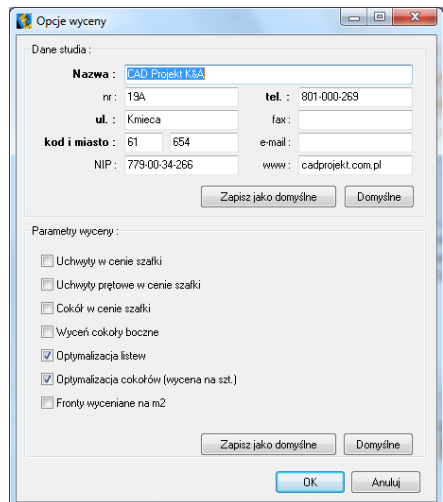 Opcje wyceny
Dane studia :
Nazwa : CAD Projekt K&A
nr : 19A tel. : 801-000-269
ul. : Kmieca fax :
kod i miasto : 61 654 e-mail :
NIP : 779-00-34-266 www : cadprojekt.com.pl
Zapisz jako domyślne Domyślne
Parametry wyceny :
Uchwyty w cenie szafki
Uchwyty prętowe w cenie szafki
Cokół w cenie szafki
Wyceń cokoły boczne
Optymalizacja listew
Optymalizacja cokołów (wycena na szt.)
Fronty wyceniane na m2
Zapisz jako domyślne Domyślne
OK Anuluj